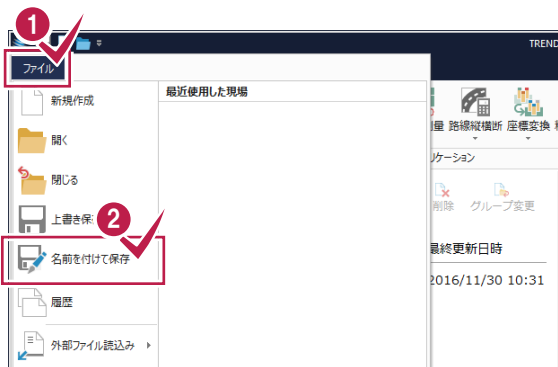 1
TREND
ファイル
新規作成
最近使用した現場
開く
閉じる
上書き保
2
名前を付けて保存
履歴
外部ファイル読込み
量 路線縦横断 座標変換
リケーション
削除 グループ変更
最終更新日時
2016/11/30 10:31